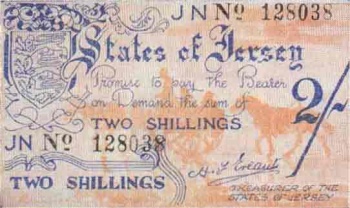 JN Nº 128038
States of Jersey
Promise to pay the Bearer
on Demand the sum of
TWO SHILLINGS
2/-
JN Nº 128038
TWO SHILLINGS
TREASURER OF THE
STATES OF JERSEY